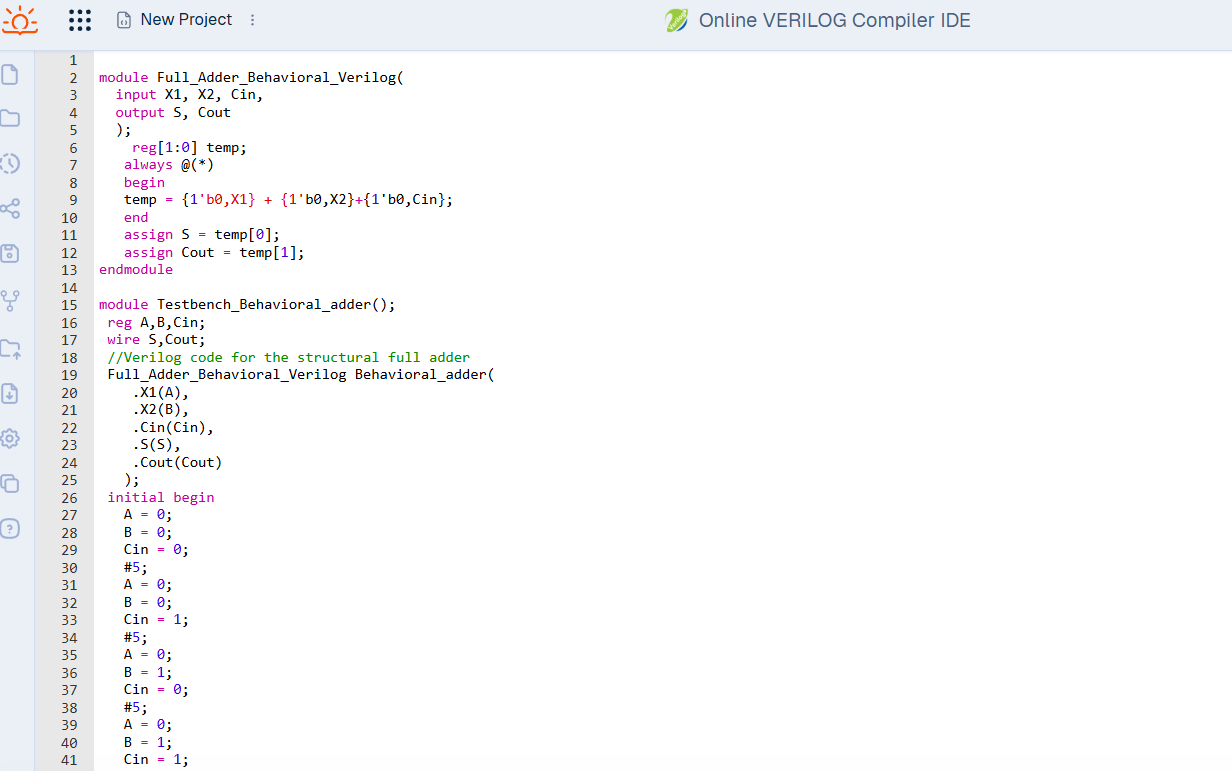 New Project
Online VERILOG Compiler IDE
1
2 module Full_Adder_Behavioral_Verilog(
3 input X1, X2, Cin,
4 output S, Cout
5 );
6 reg[1:0] temp;
7 always @(*)
8 begin
9 temp = {1'b0,X1} + {1'b0,X2}+{1'b0,Cin};
10 end
11 assign S = temp[0];
12 assign Cout = temp[1];
13 endmodule
14
15 module Testbench_Behavioral_adder();
16 reg A,B,Cin;
17 wire S,Cout;
18 //Verilog code for the structural full adder
19 Full_Adder_Behavioral_Verilog Behavioral_adder(
20 .X1(A),
21 .X2(B),
22 .Cin(Cin),
23 .S(S),
24 .Cout(Cout)
25 );
26 initial begin
27 A = 0;
28 B = 0;
29 Cin = 0;
30 #5;
31 A = 0;
32 B = 0;
33 Cin = 1;
34 #5;
35 A = 0;
36 B = 1;
37 Cin = 0;
38 #5;
39 A = 0;
40 B = 1;
41 Cin = 1;